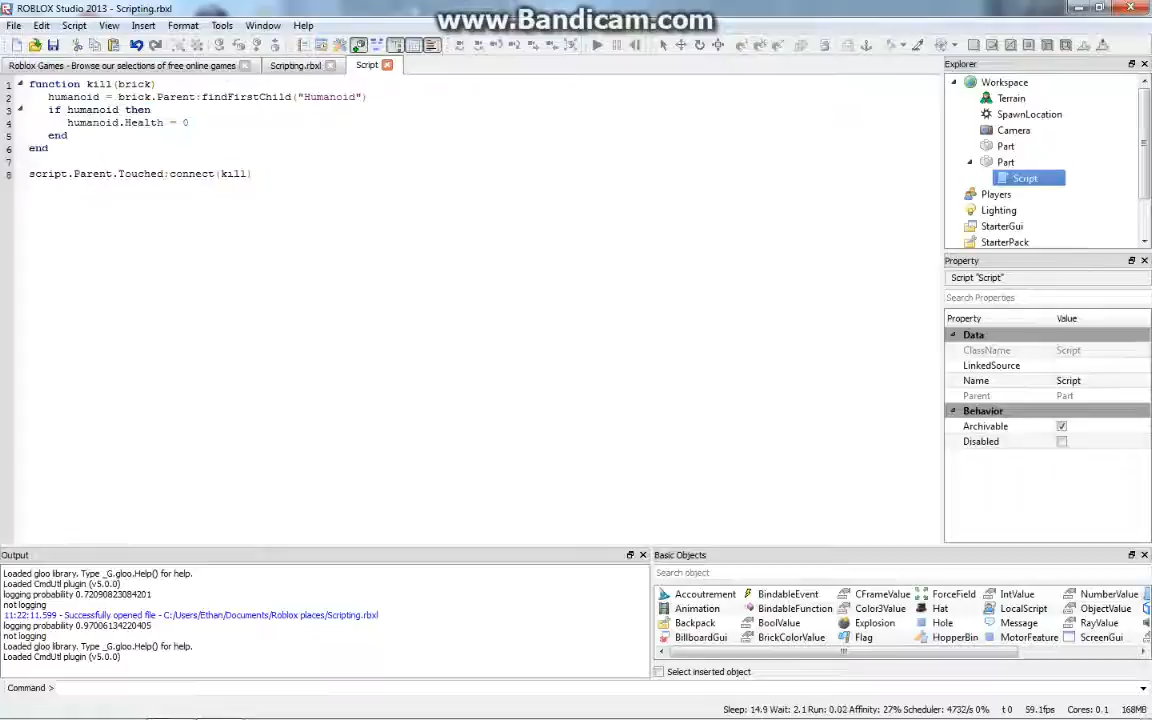 ROBLOX Studio 2013 - Scripting.rbxl
www.Bandicam.com
File Edit Script View Insert Format Tools Window Help
Roblox Games - Browse our selections of free online games Scripting.rbxl Script
Explorer
1 function kill(brick)
2 humanoid = brick.Parent:findFirstChild("Humanoid")
3 if humanoid then
4 humanoid.Health = 0
5 end
6 end
7
8 script.Parent.Touched:connect(kill)
Workspace
Terrain
SpawnLocation
Camera
Part
Part
Script
Players
Lighting
StarterGui
StarterPack
Property
Script "Script"
Search Properties
Property Value
Data
ClassName Script
LinkedSource
Name Script
Parent Part
Behavior
Archivable
Disabled
Output
Loaded gloo library. Type _G.gloo.Help() for help.
Loaded CmdUtl plugin (v5.0.0)
logging probability 0.72090823084201
not logging
11:22:11.599 - Successfully opened file - C:/Users/Ethan/Documents/Roblox places/Scripting.rbxl
logging probability 0.97006134220405
not logging
Loaded gloo library. Type _G.gloo.Help() for help.
Loaded CmdUtl plugin (v5.0.0)
Basic Objects
Search object
Accoutrement BindableEvent CFrameValue ForceField IntValue NumberValue
Animation BindableFunction Color3Value Hat LocalScript ObjectValue
Backpack BoolValue Decal Hole Message RayValue
BillboardGui BrickColorValue Flag HopperBin MotorFeature ScreenGui
Explosion
Select inserted object
Command >
Sleep: 14.9 Wait: 2.1 Run: 0.02 Affinity: 27% Scheduler: 4732/s 0% t 0 59.1fps Cores: 0.1 168MB